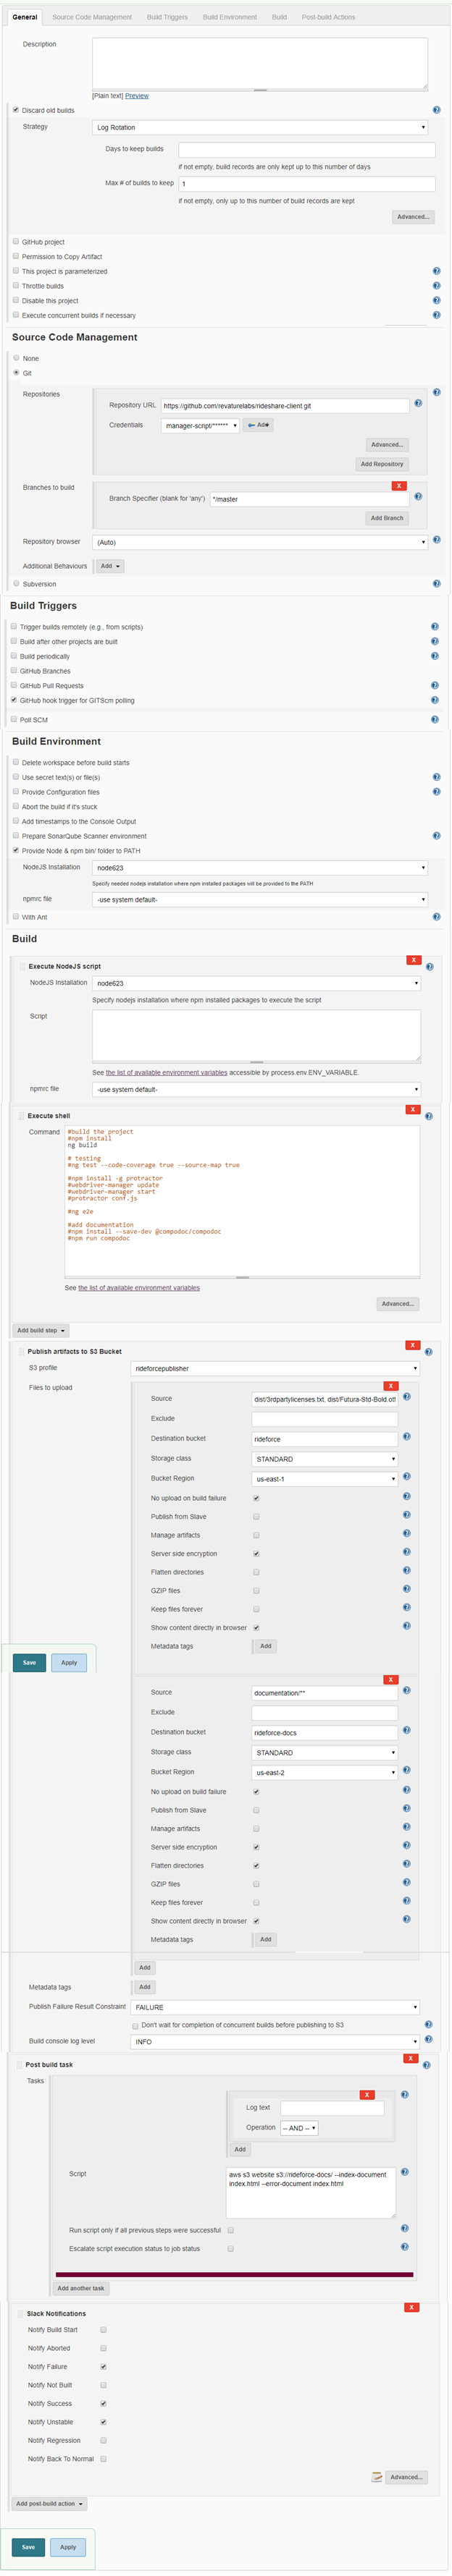 General Source Code Management Build Triggers Build Environment Build Post-build Actions
Description
[Plain text] Preview
Discard old builds
Strategy Log Rotation
Days to keep builds
if not empty, build records are only kept up to this number of days
Max # of builds to keep 1
if not empty, only up to this number of build records are kept
Advanced...
GitHub project
Permission to Copy Artifact
This project is parameterized
Throttle builds
Disable this project
Execute concurrent builds if necessary
Source Code Management
None
Git
Repositories
Repository URL https://github.com/revaturelabs/rideshare-client.git
Credentials manager-script/****** Add
Advanced...
Add Repository
Branches to build X
Branch Specifier (blank for 'any') */master
Add Branch
Repository browser (Auto)
Additional Behaviours Add
Subversion
Build Triggers
Trigger builds remotely (e.g., from scripts)
Build after other projects are built
Build periodically
GitHub Branches
GitHub Pull Requests
GitHub hook trigger for GITScm polling
Poll SCM
Build Environment
Delete workspace before build starts
Use secret text(s) or file(s)
Provide Configuration files
Abort the build if it's stuck
Add timestamps to the Console Output
Prepare SonarQube Scanner environment
Provide Node & npm bin/ folder to PATH
NodeJS Installation node623
Specify needed nodejs installation where npm installed packages will be provided to the PATH
npmrc file -use system default-
With Ant
Build
X
Execute NodeJS script
NodeJS Installation node623
Specify nodejs installation where npm installed packages to execute the script
Script
See the list of available environment variables accessible by process.env.ENV_VARIABLE.
npmrc file -use system default-
X
Execute shell
Command #build the project
#npm install
ng build
# testing
#ng test --code-coverage true --source-map true
#npm install -g protractor
#webdriver-manager update
#webdriver-manager start
#protractor conf.js
#ng e2e
#add documentation
#npm install --save-dev @compodoc/compodoc
#npm run compodoc
See the list of available environment variables
Advanced...
Add build step
X
Publish artifacts to S3 Bucket
S3 profile rideforcepublisher
Files to upload X
Source dist/3rdpartylicenses.txt, dist/Futura-Std-Bold.otf
Exclude
Destination bucket rideforce
Storage class STANDARD
Bucket Region us-east-1
No upload on build failure
Publish from Slave
Manage artifacts
Server side encryption
Flatten directories
GZIP files
Keep files forever
Show content directly in browser
Metadata tags Add
Save Apply
X
Source documentation/**
Exclude
Destination bucket rideforce-docs
Storage class STANDARD
Bucket Region us-east-2
No upload on build failure
Publish from Slave
Manage artifacts
Server side encryption
Flatten directories
GZIP files
Keep files forever
Show content directly in browser
Metadata tags Add
Add
Metadata tags Add
Publish Failure Result Constraint FAILURE
Don't wait for completion of concurrent builds before publishing to S3
Build console log level INFO
X
Post build task
Tasks
X
Log text
Operation -- AND --
Add
Script aws s3 website s3://rideforce-docs/ --index-document
index.html --error-document index.html
Run script only if all previous steps were successful
Escalate script execution status to job status
Add another task
X
Slack Notifications
Notify Build Start
Notify Aborted
Notify Failure
Notify Not Built
Notify Success
Notify Unstable
Notify Regression
Notify Back To Normal
Advanced...
Add post-build action
Save Apply